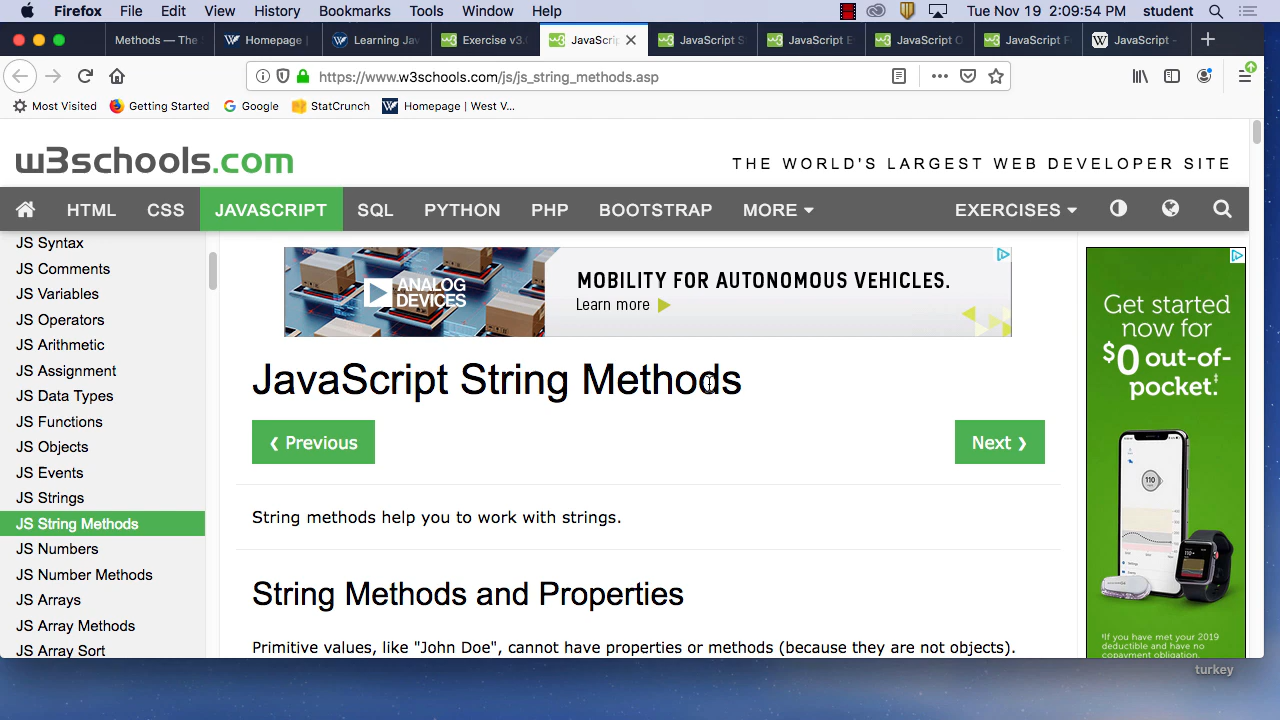 Firefox File Edit View History Bookmarks Tools Window Help Tue Nov 19 2:09:54 PM student
Methods — The Homepage | Learning Jav Exercise v3. JavaScrip JavaScript S JavaScript E JavaScript O JavaScript F JavaScript -
https://www.w3schools.com/js/js_string_methods.asp
Most Visited Getting Started Google StatCrunch Homepage | West V...
w3schools.com
THE WORLD'S LARGEST WEB DEVELOPER SITE
HTML CSS JAVASCRIPT SQL PYTHON PHP BOOTSTRAP MORE EXERCISES
JS Syntax
JS Comments
JS Variables
JS Operators
JS Arithmetic
JS Assignment
JS Data Types
JS Functions
JS Objects
JS Events
JS Strings
JS String Methods
JS Numbers
JS Number Methods
JS Arrays
JS Array Methods
JS Array Sort
ANALOG
DEVICES
MOBILITY FOR AUTONOMOUS VEHICLES.
Learn more
JavaScript String Methods
❮ Previous
Next ❯
String methods help you to work with strings.
String Methods and Properties
Primitive values, like "John Doe", cannot have properties or methods (because they are not objects).
Get started
now for
$0 out-of-
pocket.‡
110
‡If you have met your 2019
deductible and have no
copayment obligation.
turkey